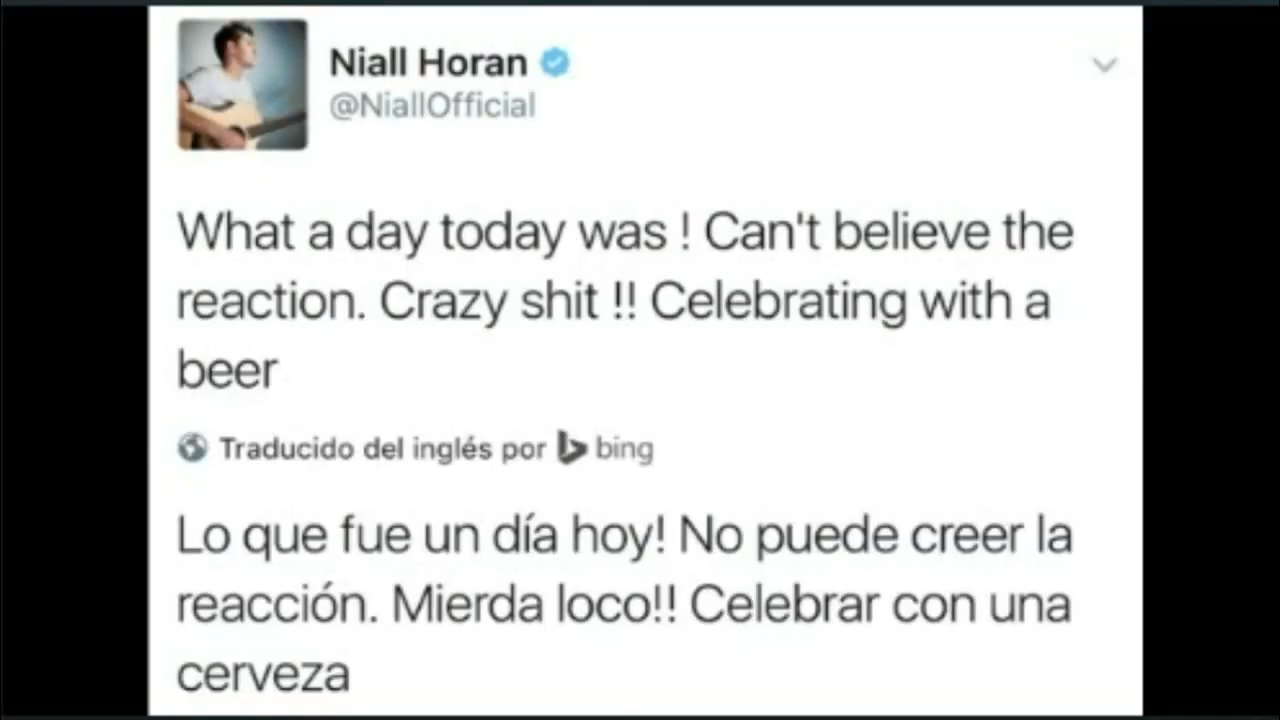 Niall Horan
@NiallOfficial
What a day today was ! Can't believe the
reaction. Crazy shit !! Celebrating with a
beer
Traducido del inglés por bing
Lo que fue un día hoy! No puede creer la
reacción. Mierda loco!! Celebrar con una
cerveza